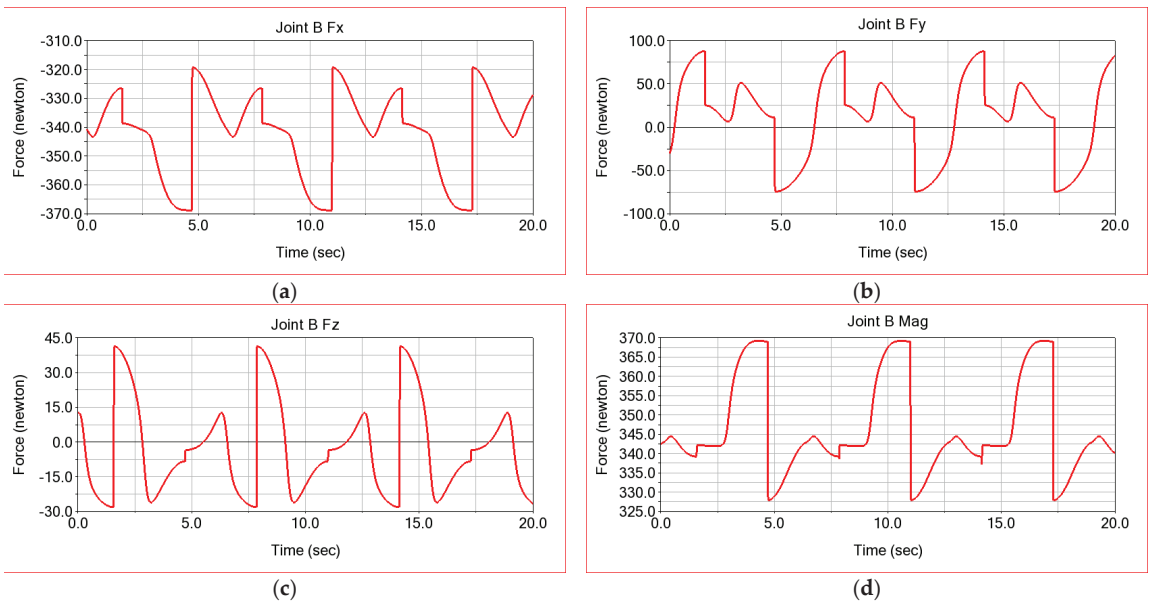 Joint B Fx
-310.0
-320.0
-330.0
-340.0
-350.0
-360.0
-370.0
Force (newton)
0.0 5.0 10.0 15.0 20.0
Time (sec)
(a)
Joint B Fy
100.0
50.0
0.0
-50.0
-100.0
Force (newton)
0.0 5.0 10.0 15.0 20.0
Time (sec)
(b)
Joint B Fz
45.0
30.0
15.0
0.0
-15.0
-30.0
Force (newton)
0.0 5.0 10.0 15.0 20.0
Time (sec)
(c)
Joint B Mag
370.0
365.0
360.0
355.0
350.0
345.0
340.0
335.0
330.0
325.0
Force (newton)
0.0 5.0 10.0 15.0 20.0
Time (sec)
(d)